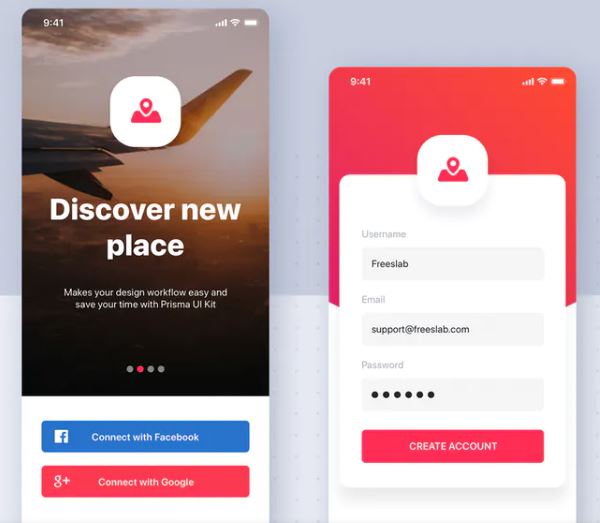 9:41
Discover new
place
Makes your design workflow easy and
save your time with Prisma UI Kit
Connect with Facebook
g+
Connect with Google
9:41
Username
Freeslab
Email
support@freeslab.com
Password
CREATE ACCOUNT